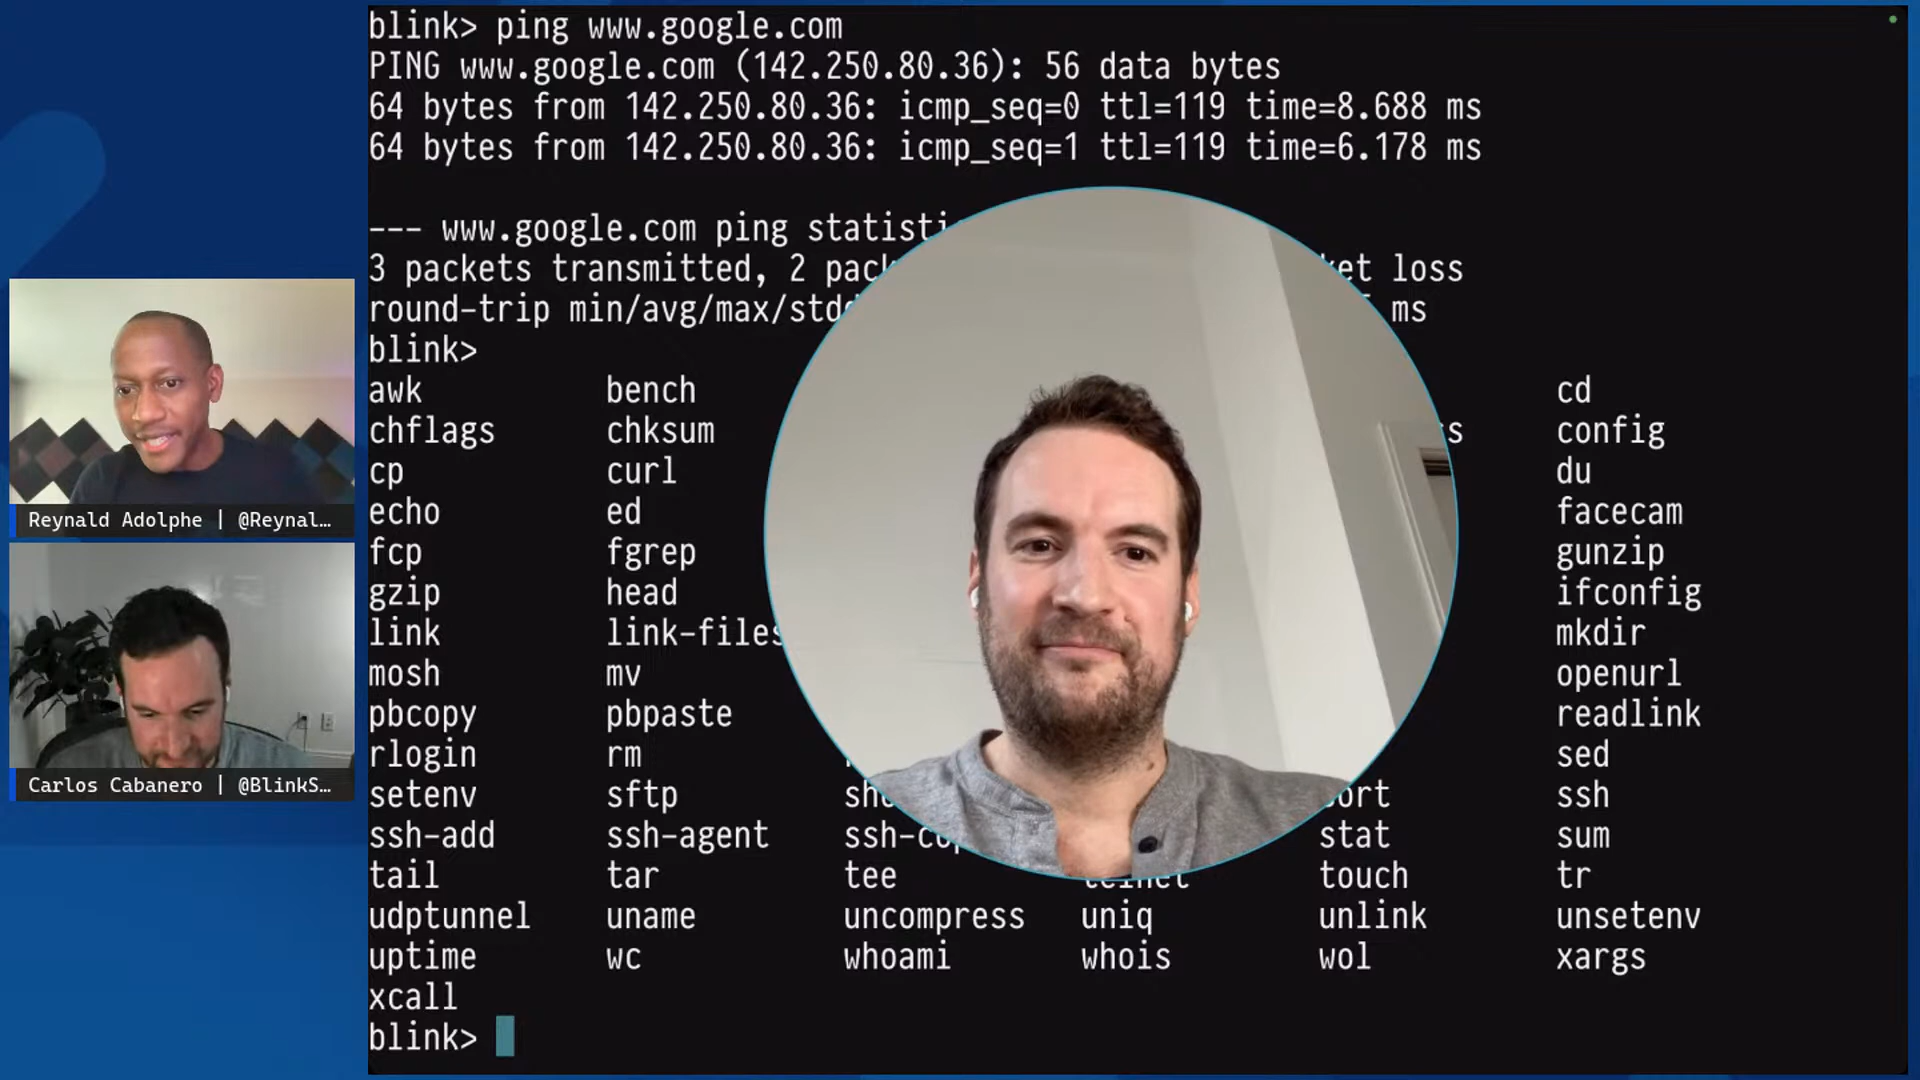 blink> ping www.google.com
PING www.google.com (142.250.80.36): 56 data bytes
64 bytes from 142.250.80.36: icmp_seq=0 ttl=119 time=8.688 ms
64 bytes from 142.250.80.36: icmp_seq=1 ttl=119 time=6.178 ms
--- www.google.com ping
3 packets transmitted, 2 loss
round-trip ms
blink>
awk bench cd
chflags chksum config
cp curl du
echo ed facecam
fcp fgrep gunzip
gzip head ifconfig
link link-files mkdir
mosh mv openurl
pbcopy pbpaste readlink
rlogin rm sed
setenv sftp ssh
ssh-add ssh-agent stat sum
tail tar tee telnet touch tr
udptunnel uname uncompress uniq unlink unsetenv
uptime wc whoami whois wol xargs
xcall
blink>
Reynald Adolphe | @Reynal…
Carlos Cabanero | @BlinkS…